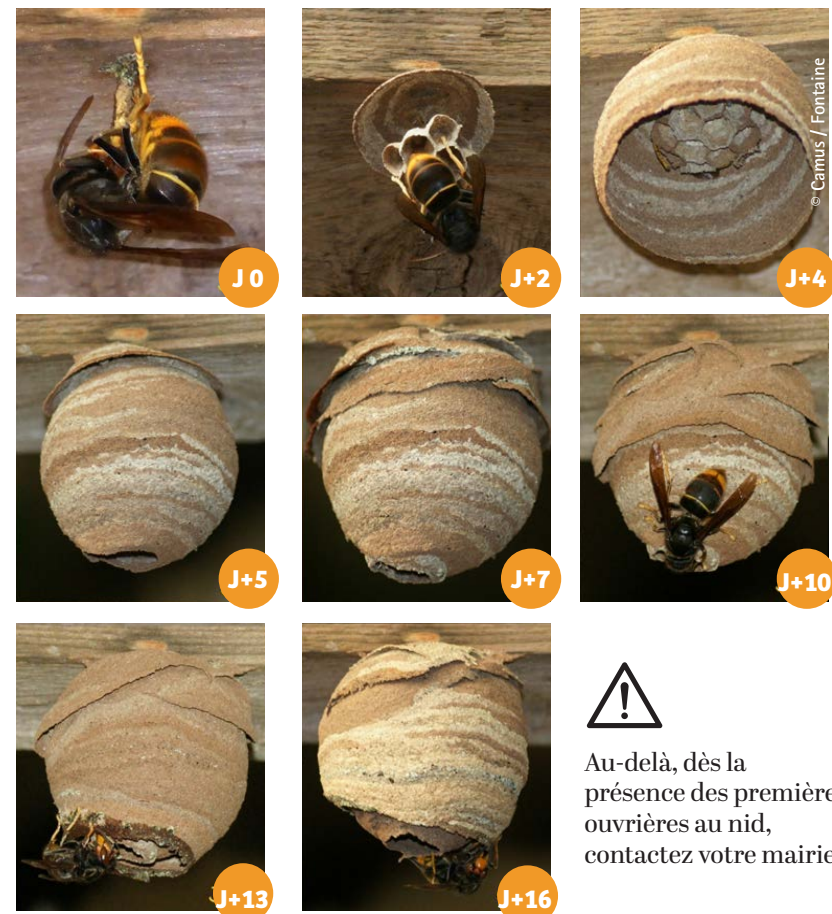 © Camus / Fontaine
J 0
J+2
J+4
J+5
J+7
J+10
J+13
J+16
Au-delà, dès la
présence des première
ouvrières au nid,
contactez votre mairie